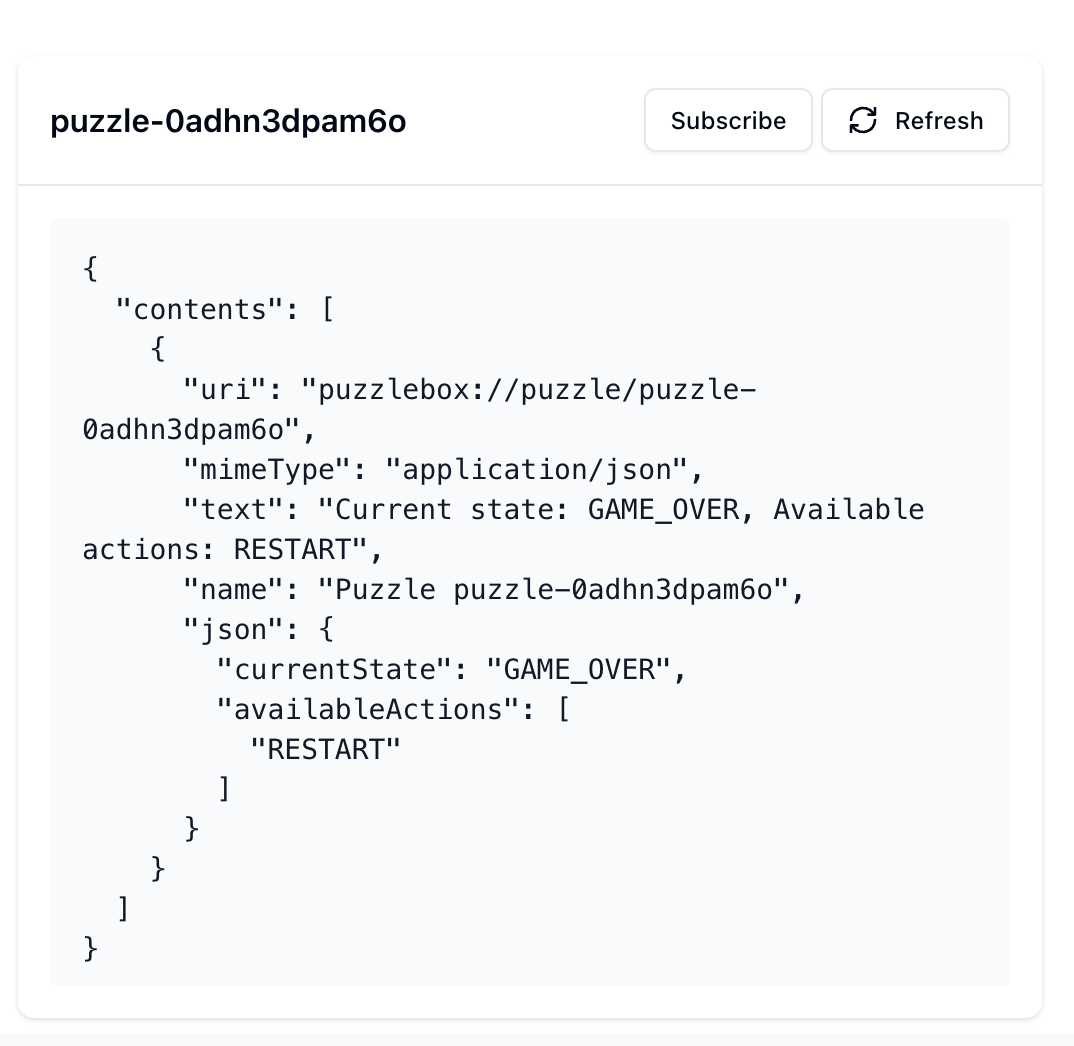 puzzle-0adhn3dpam6o
Subscribe
Refresh
{
  "contents": [
    {
      "uri": "puzzlebox://puzzle/puzzle-
0adhn3dpam6o",
      "mimeType": "application/json",
      "text": "Current state: GAME_OVER, Available
actions: RESTART",
      "name": "Puzzle puzzle-0adhn3dpam6o",
      "json": {
        "currentState": "GAME_OVER",
        "availableActions": [
          "RESTART"
        ]
      }
    }
  ]
}